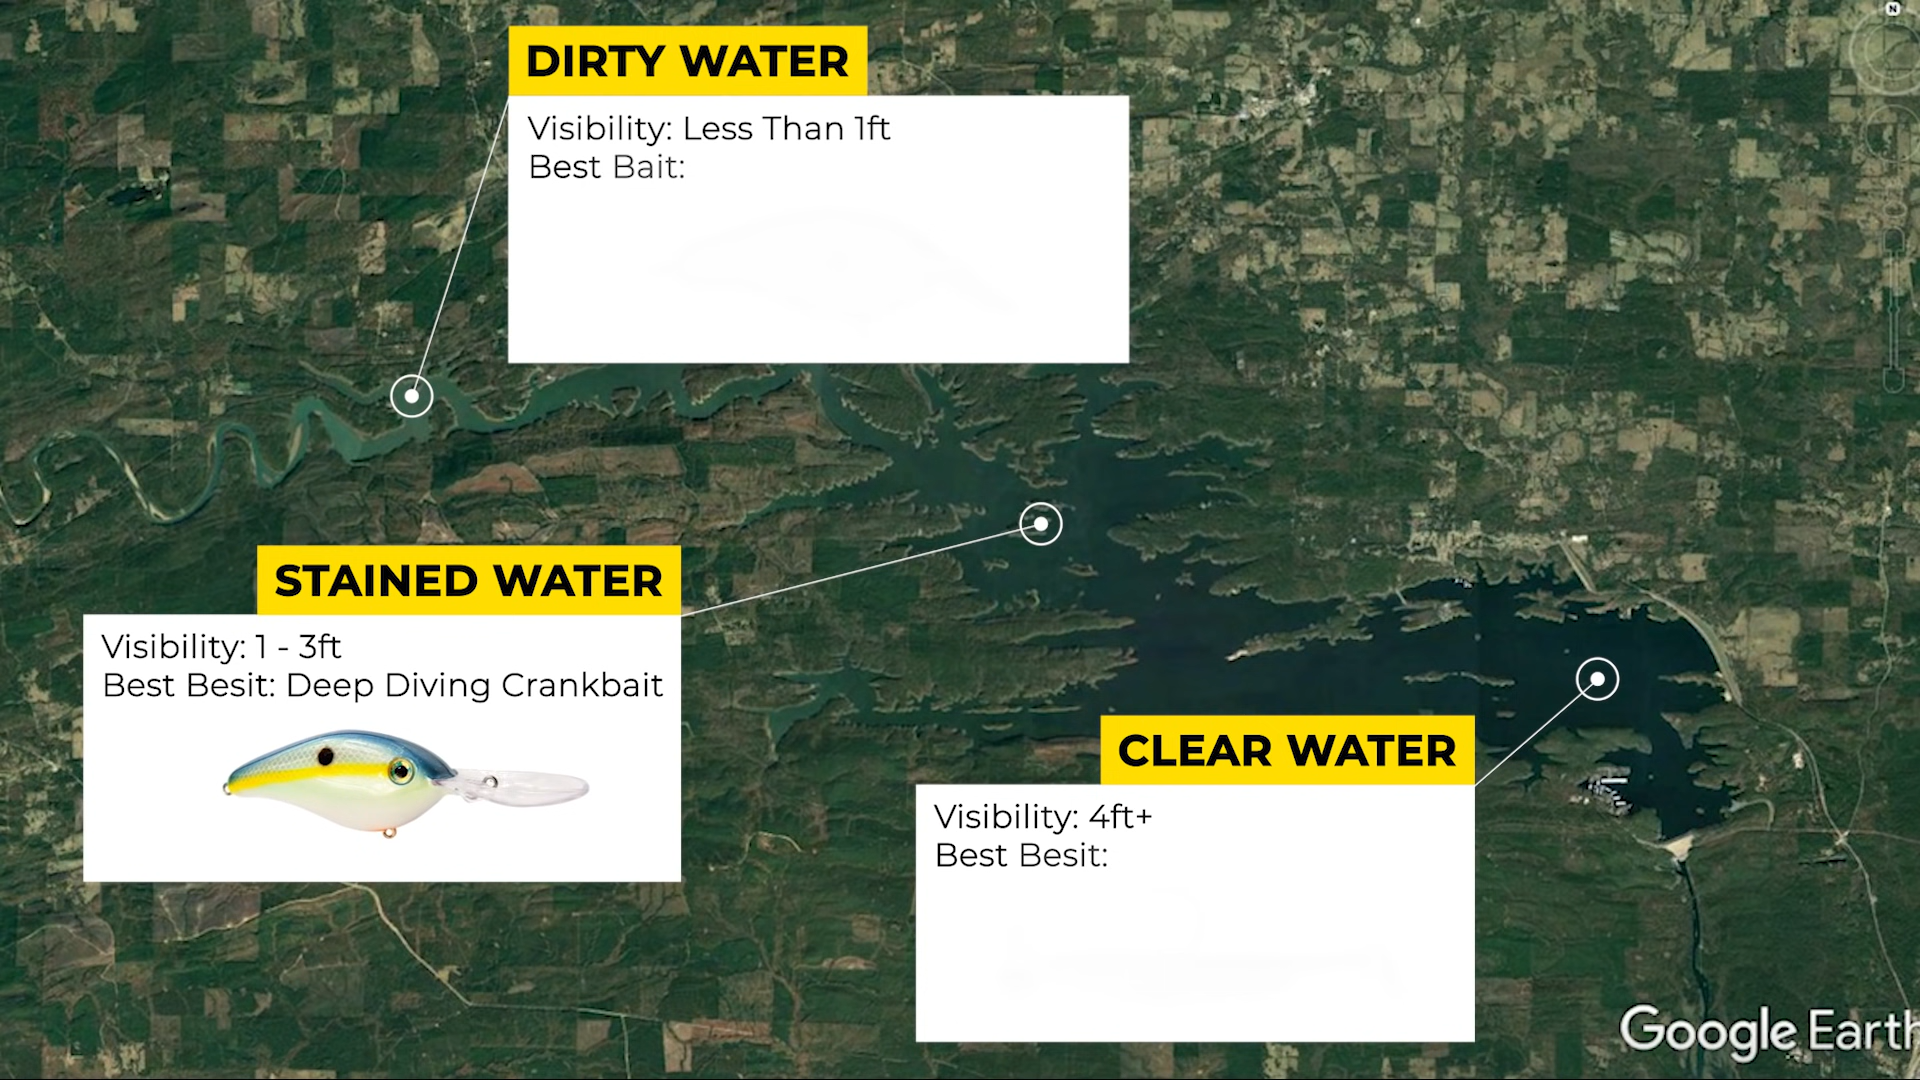 N
DIRTY WATER
Visibility: Less Than 1ft
Best Bait:
STAINED WATER
Visibility: 1 - 3ft
Best Besit: Deep Diving Crankbait
CLEAR WATER
Visibility: 4ft+
Best Besit:
Google Earth